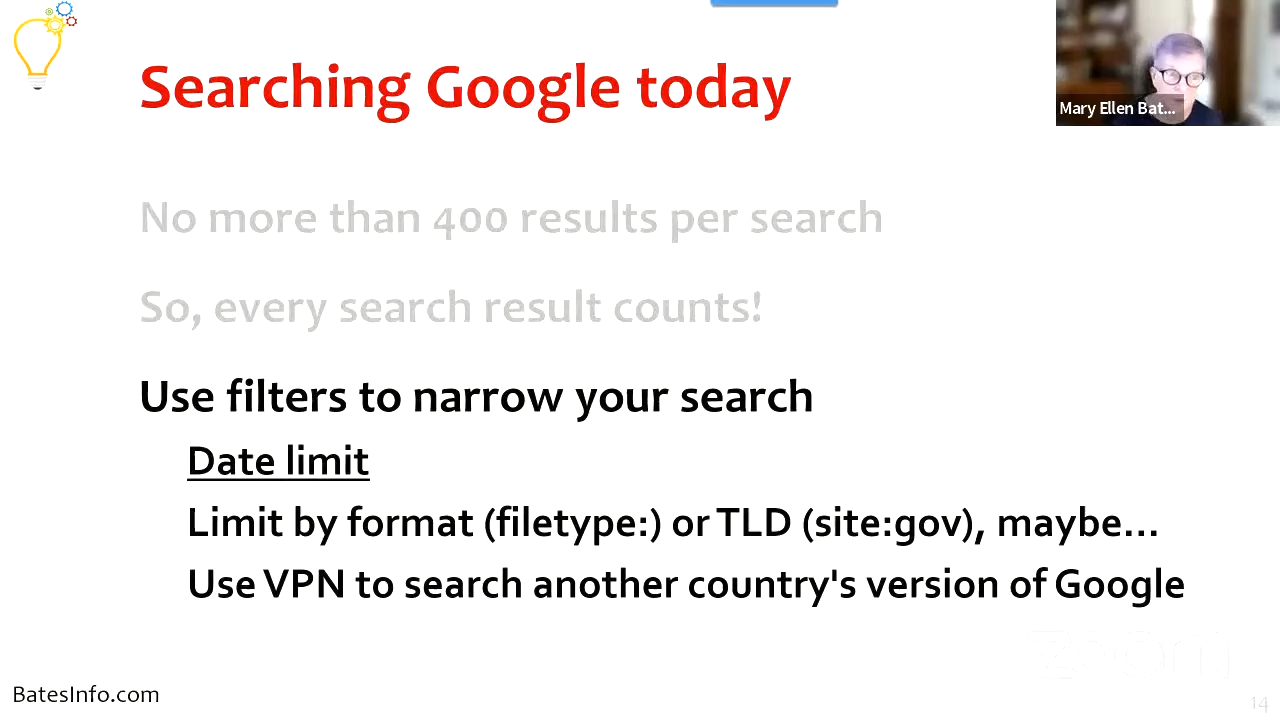 Searching Google today
Mary Ellen Bat...
No more than 400 results per search
So, every search result counts!
Use filters to narrow your search
Date limit
Limit by format (filetype:) or TLD (site:gov), maybe...
Use VPN to search another country's version of Google
zoom
BatesInfo.com
14